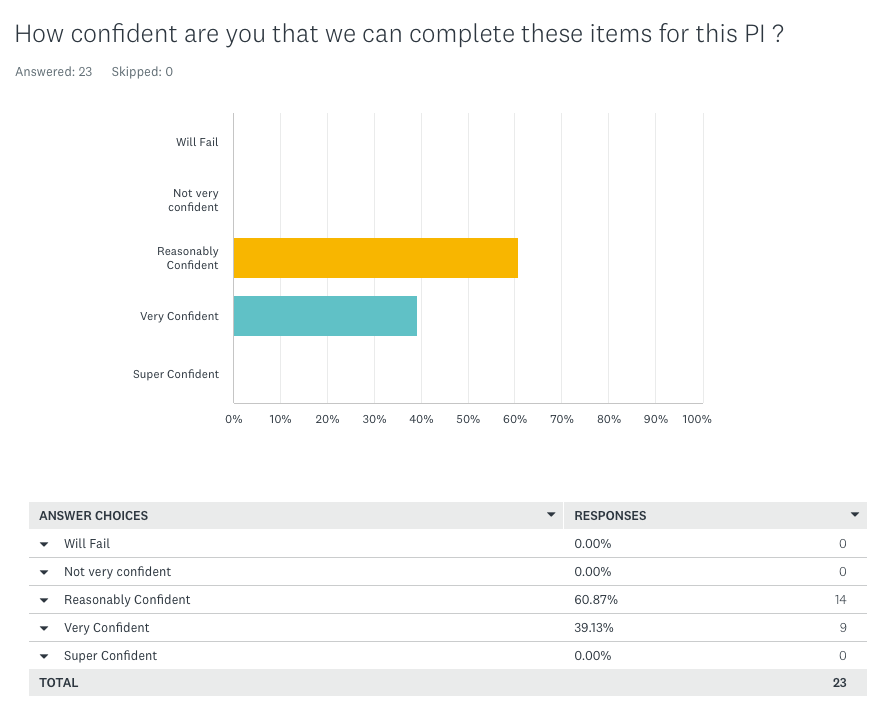 How confident are you that we can complete these items for this PI ?
Answered: 23 Skipped: 0
Will Fail
Not very
confident
Reasonably
Confident
Very Confident
Super Confident
0% 10% 20% 30% 40% 50% 60% 70% 80% 90% 100%
ANSWER CHOICES RESPONSES
Will Fail 0.00% 0
Not very confident 0.00% 0
Reasonably Confident 60.87% 14
Very Confident 39.13% 9
Super Confident 0.00% 0
TOTAL 23